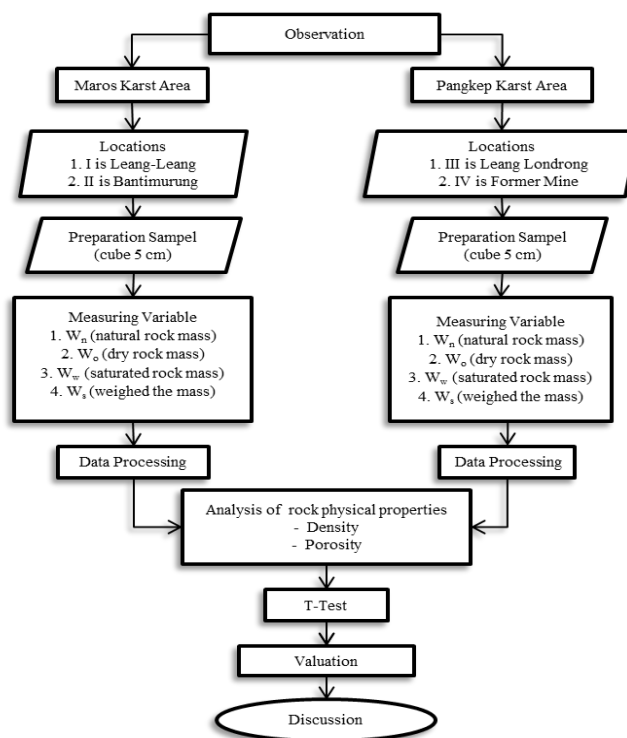 Observation
Maros Karst Area
Pangkep Karst Area
Locations
1. I is Leang-Leang
2. II is Bantimurung
Locations
1. III is Leang Londrong
2. IV is Former Mine
Preparation Sampel
(cube 5 cm)
Preparation Sampel
(cube 5 cm)
Measuring Variable
1. Wn (natural rock mass)
2. Wo (dry rock mass)
3. Ww (saturated rock mass)
4. Ws (weighed the mass)
Measuring Variable
1. Wn (natural rock mass)
2. Wo (dry rock mass)
3. Ww (saturated rock mass)
4. Ws (weighed the mass)
Data Processing
Data Processing
Analysis of rock physical properties
- Density
- Porosity
T-Test
Valuation
Discussion